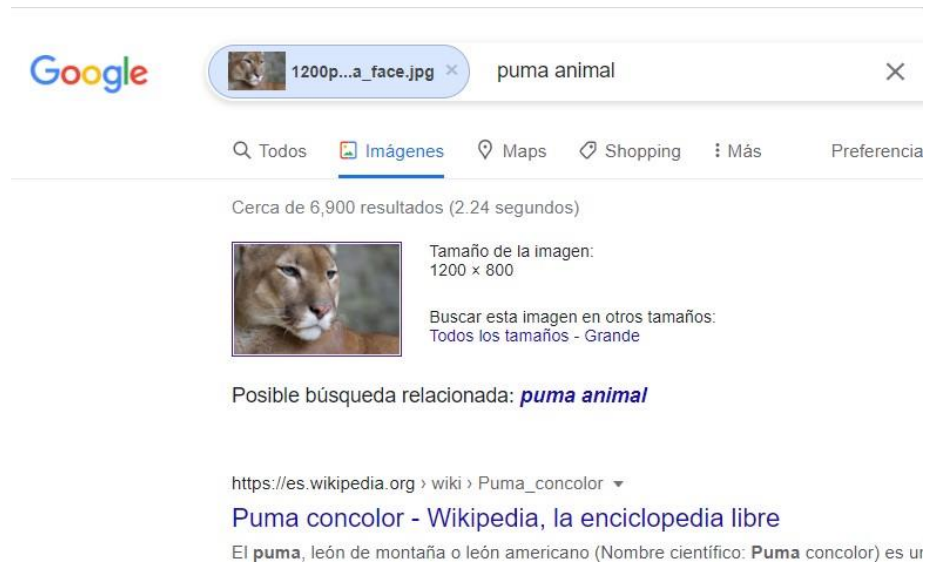 Google
1200p...a_face.jpg × puma animal
Todos Imágenes Maps Shopping Más Preferencia
Cerca de 6,900 resultados (2.24 segundos)
Tamaño de la imagen:
1200 × 800
Buscar esta imagen en otros tamaños:
Todos los tamaños - Grande
Posible búsqueda relacionada: puma animal
https://es.wikipedia.org › wiki › Puma_concolor
Puma concolor - Wikipedia, la enciclopedia libre
El puma, león de montaña o león americano (Nombre científico: Puma concolor) es